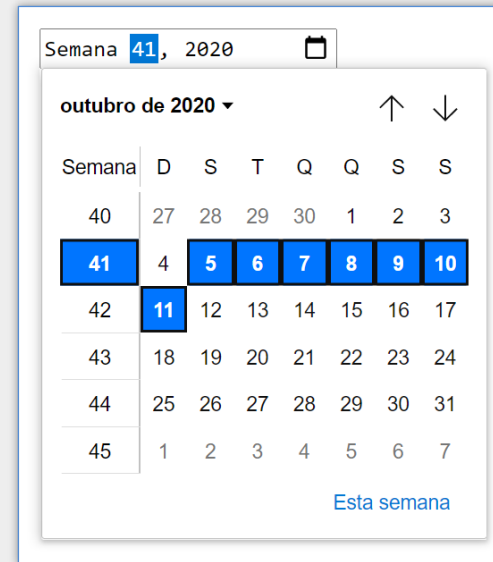 Semana 41, 2020
outubro de 2020
Semana D S T Q Q S S
40 27 28 29 30 1 2 3
41 4 5 6 7 8 9 10
42 11 12 13 14 15 16 17
43 18 19 20 21 22 23 24
44 25 26 27 28 29 30 31
45 1 2 3 4 5 6 7
Esta semana